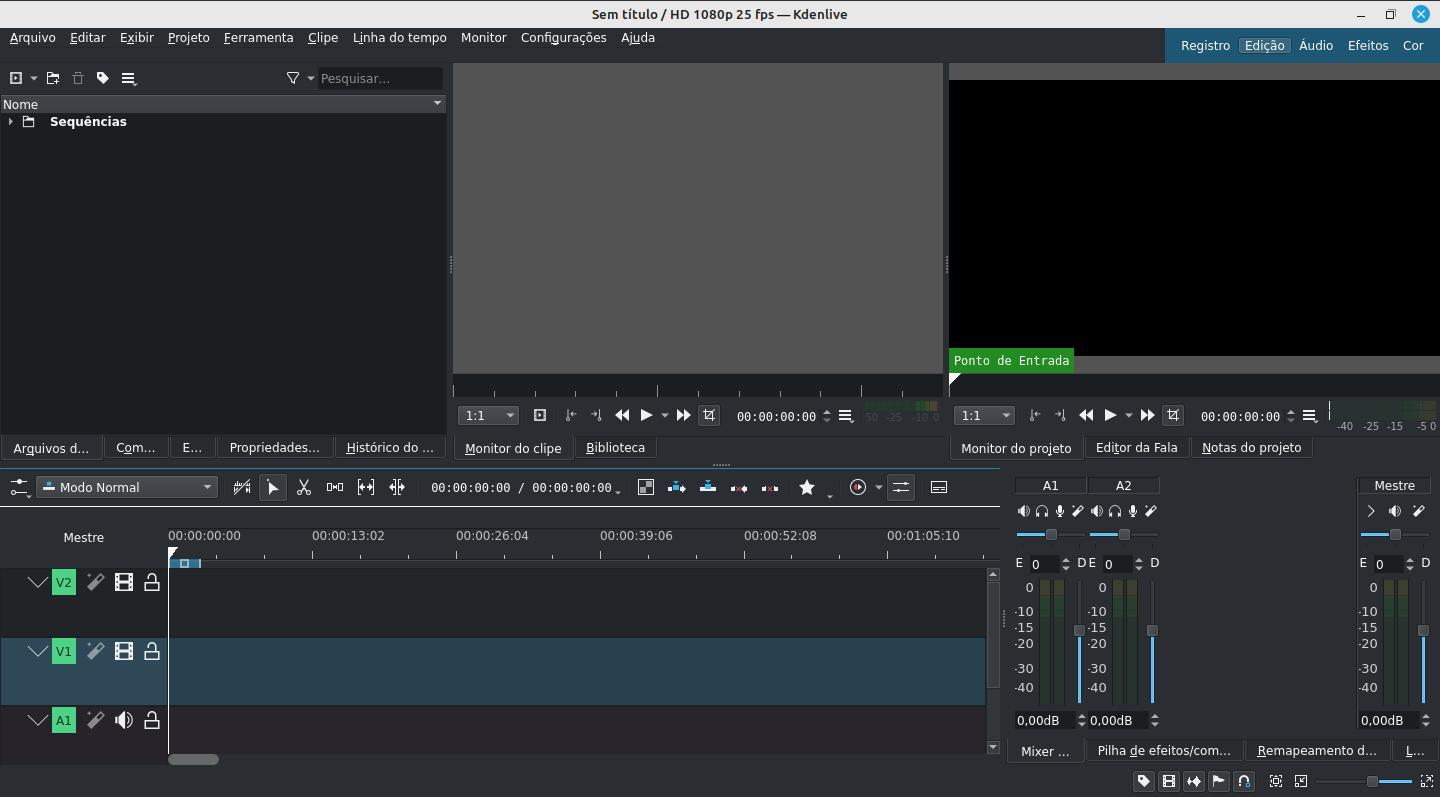 Sem título / HD 1080p 25 fps — Kdenlive
Arquivo Editar Exibir Projeto Ferramenta Clipe Linha do tempo Monitor Configurações Ajuda
Registro Edição Áudio Efeitos Cor
Pesquisar...
Nome
Sequências
Ponto de Entrada
1:1 00:00:00:00 50 -25 -10 0
1:1 00:00:00:00 -40 -25 -15 -5 0
Arquivos d... Com... E... Propriedades... Histórico do ...
Monitor do clipe Biblioteca
Monitor do projeto Editor da Fala Notas do projeto
Modo Normal 00:00:00:00 / 00:00:00:00
Mestre 00:00:00:00 00:00:13:02 00:00:26:04 00:00:39:06 00:00:52:08 00:01:05:10
V2
V1
A1
A1 A2 Mestre
E 0 D E 0 D E 0 D
0 0 0
-10 -10 -10
-15 -15 -15
-20 -20 -20
-30 -30 -30
-40 -40 -40
0,00dB 0,00dB 0,00dB
Mixer ... Pilha de efeitos/com... Remapeamento d... L...